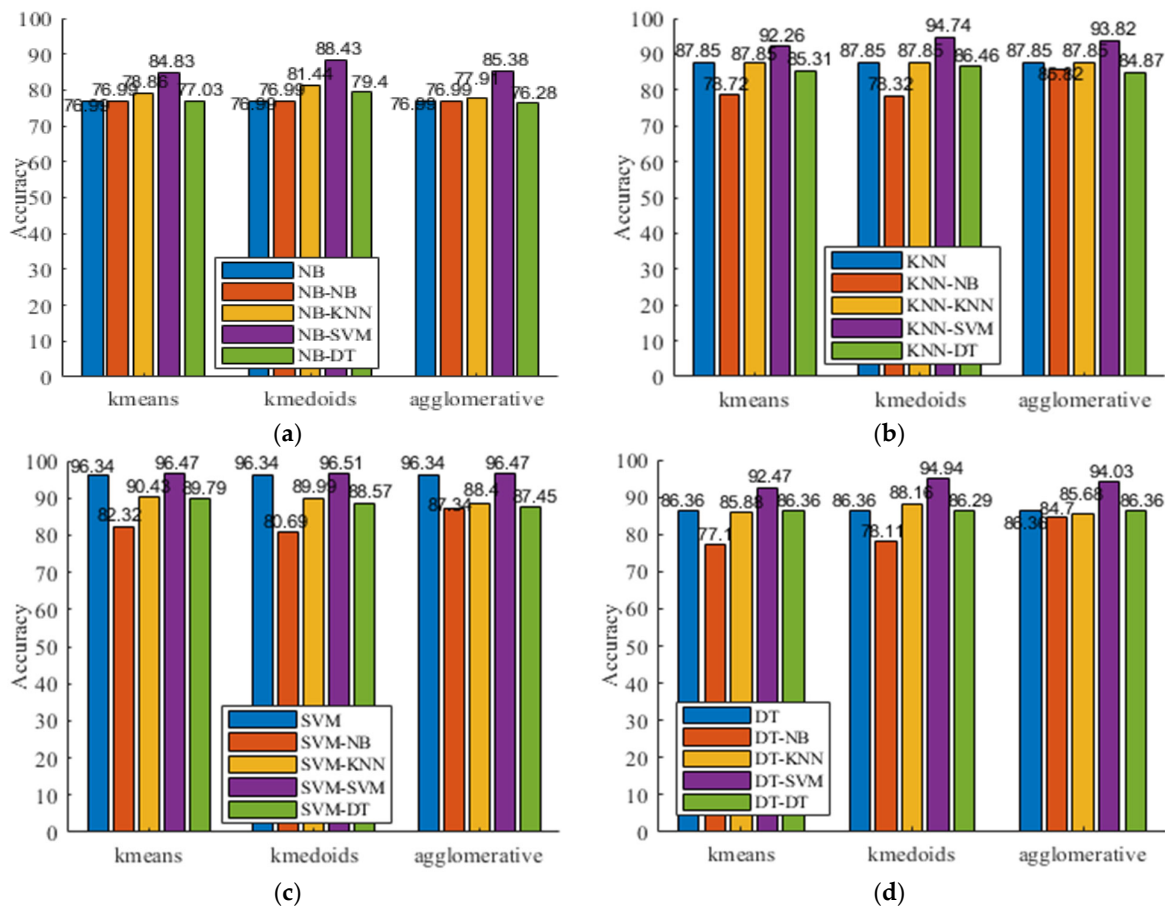 100
90
80
70
60
50
40
30
20
10
0
Accuracy
76.99 76.99 78.86 84.83 77.03
76.99 76.99 81.44 88.43 79.4
76.99 76.99 77.91 85.38 76.28
NB
NB-NB
NB-KNN
NB-SVM
NB-DT
kmeans kmedoids agglomerative
(a)
100
90
80
70
60
50
40
30
20
10
0
Accuracy
87.85 78.72 87.85 92.26 85.31
87.85 78.32 87.85 94.74 86.46
87.85 85.82 87.85 93.82 84.87
KNN
KNN-NB
KNN-KNN
KNN-SVM
KNN-DT
kmeans kmedoids agglomerative
(b)
100
90
80
70
60
50
40
30
20
10
0
Accuracy
96.34 82.32 90.43 96.47 89.79
96.34 80.69 89.99 96.51 88.57
96.34 87.34 88.4 96.47 87.45
SVM
SVM-NB
SVM-KNN
SVM-SVM
SVM-DT
kmeans kmedoids agglomerative
(c)
100
90
80
70
60
50
40
30
20
10
0
Accuracy
86.36 77.1 85.88 92.47 86.36
86.36 78.11 88.16 94.94 86.29
86.36 84.7 85.68 94.03 86.36
DT
DT-NB
DT-KNN
DT-SVM
DT-DT
kmeans kmedoids agglomerative
(d)